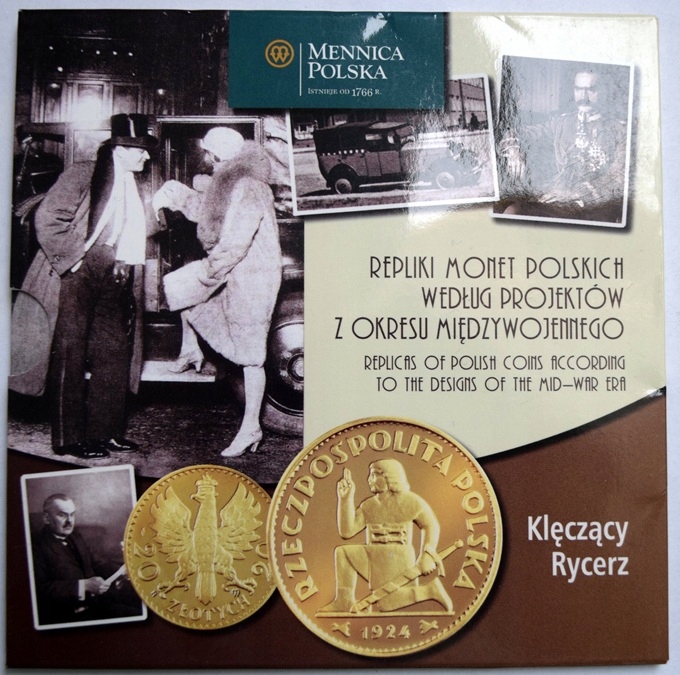 MENNICA
POLSKA
ISTNIEJE OD 1766 R.
REPLIKI MONET POLSKICH
WEDŁUG PROJEKTÓW
Z OKRESU MIĘDZYWOJENNEGO
REPLICAS OF POLISH COINS ACCORDING
TO THE DESIGNS OF THE MID–WAR ERA
RZECZPOSPOLITA POLSKA
1924
20
ZŁOTYCH
Klęczący
Rycerz